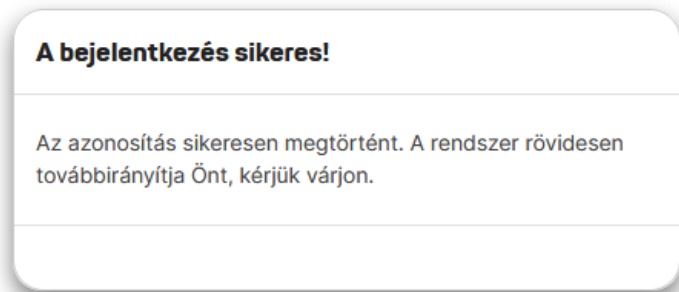 A bejelentkezés sikeres!
Az azonosítás sikeresen megtörtént. A rendszer rövidesen
továbbirányítja Önt, kérjük várjon.